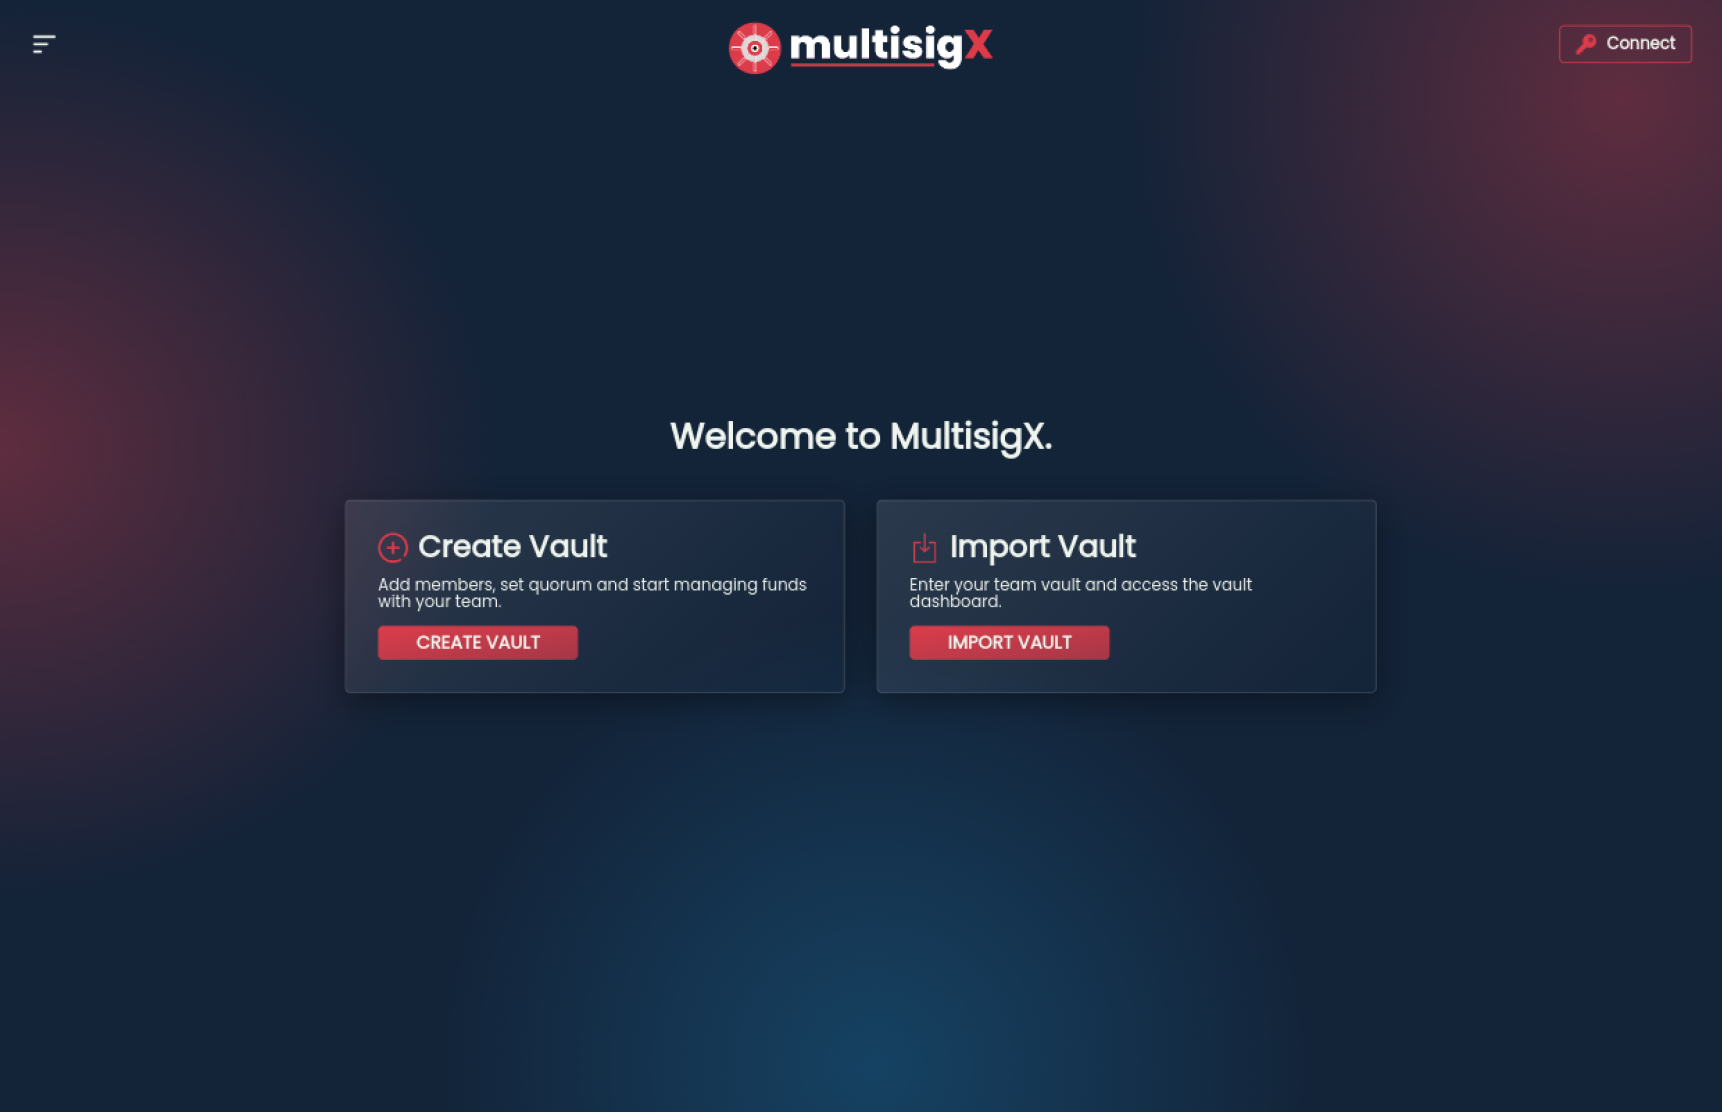 multisigX
Connect
Welcome to MultisigX.
Create Vault
Add members, set quorum and start managing funds
with your team.
CREATE VAULT
Import Vault
Enter your team vault and access the vault
dashboard.
IMPORT VAULT